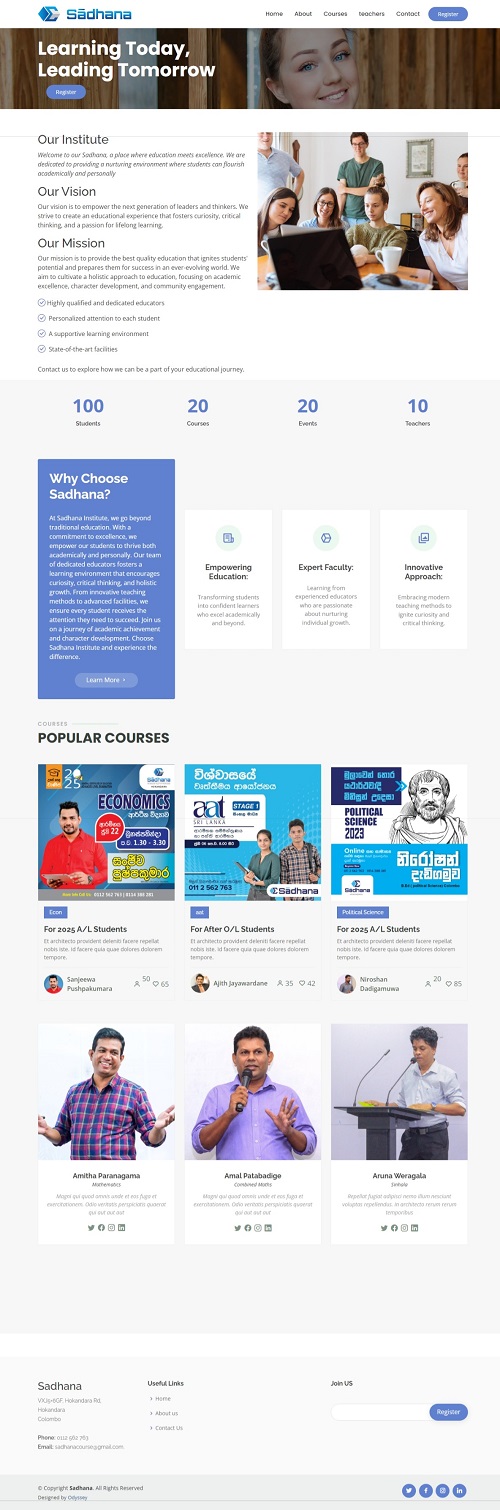 Sādhana
Home About Courses teachers Contact Register
Learning Today,
Leading Tomorrow
Register
Our Institute
Welcome to our Sadhana, a place where education meets excellence. We are
dedicated to providing a nurturing environment where students can flourish
academically and personally
Our Vision
Our vision is to empower the next generation of leaders and thinkers. We
strive to create an educational experience that fosters curiosity, critical
thinking, and a passion for lifelong learning.
Our Mission
Our mission is to provide the best quality education that ignites students'
potential and prepares them for success in an ever-evolving world. We
aim to cultivate a holistic approach to education, focusing on academic
excellence, character development, and community engagement.
Highly qualified and dedicated educators
Personalized attention to each student
A supportive learning environment
State-of-the-art facilities
Contact us to explore how we can be a part of your educational journey.
100 20 20 10
Students Courses Events Teachers
Why Choose
Sadhana?
At Sadhana Institute, we go beyond
traditional education. With a
commitment to excellence, we
empower our students to thrive both
academically and personally. Our team
of dedicated educators fosters a
learning environment that encourages
curiosity, critical thinking, and holistic
growth. From innovative teaching
methods to advanced facilities, we
ensure every student receives the
attention they need to succeed. Join us
on a journey of academic achievement
and character development. Choose
Sadhana Institute and experience the
difference.
Learn More
Empowering
Education:
Transforming students
into confident learners
who excel academically
and beyond.
Expert Faculty:
Learning from
experienced educators
who are passionate
about nurturing
individual growth.
Innovative
Approach:
Embracing modern
teaching methods to
ignite curiosity and
critical thinking.
COURSES
POPULAR COURSES
2025
Sādhana
ECONOMICS
ආර්ථික විද්‍යාව
ජූනි 22
බ්‍රහස්පතින්දා
ප.ව. 1.30 - 3.30
සංජීව
පුෂ්පකුමාර
0112 562 763 | 0114 368 281
Econ
For 2025 A/L Students
Et architecto provident deleniti facere repellat
nobis iste. Id facere quia quae dolores dolorem
tempore.
Sanjeewa
Pushpakumara
50 65
විශ්වාසයේ
වෘත්තීමය ආයෝජනය
aat
SRI LANKA
STAGE 1
සිංහල මාධ්‍ය
011 2 562 763
Sādhana
aat
For After O/L Students
Et architecto provident deleniti facere repellat
nobis iste. Id facere quia quae dolores dolorem
tempore.
Ajith Jayawardane
35 42
මුලාවෙන් තොර
කථාර්ථවාදී
මිනිසුන් උදෙසා
POLITICAL
SCIENCE
2023
Online
නිරෝෂන්
දැඩිගමුව
Sādhana
Political Science
For 2025 A/L Students
Et architecto provident deleniti facere repellat
nobis iste. Id facere quia quae dolores dolorem
tempore.
Niroshan
Dadigamuwa
20 85
Amitha Paranagama
Mathematics
Magni qui quod omnis unde et eos fuga et
exercitationem. Odio veritatis perspiciatis quaerat
qui aut aut aut
Amal Patabadige
Combined Maths
Magni qui quod omnis unde et eos fuga et
exercitationem. Odio veritatis perspiciatis quaerat
qui aut aut aut
Aruna Weragala
Sinhala
Repellat fugiat adipisci nemo illum nesciunt
voluptas repellendus. In architecto rerum rerum
temporibus
Sadhana
VXJ5+6GF, Hokandara Rd,
Hokandara
Colombo
Phone: 0112 562 763
Email: sadhanacourse@gmail.com
Useful Links
Home
About us
Contact Us
Join US
Register
© Copyright Sadhana. All Rights Reserved
Designed by Odyssey